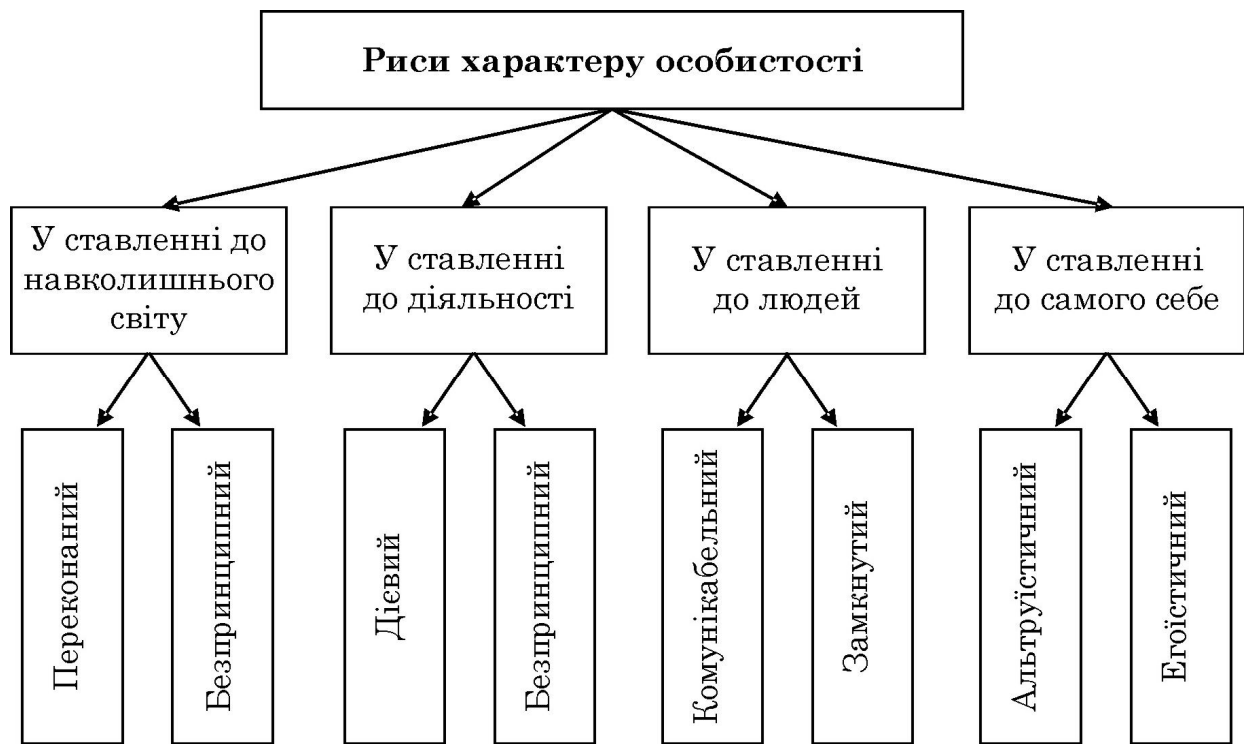 Риси характеру особистості
У ставленні до
навколишнього
світу
У ставленні
до діяльності
У ставленні
до людей
У ставленні
до самого себе
Переконаний
Безпринципний
Дієвий
Безпринципний
Комунікабельний
Замкнутий
Альтруїстичний
Егоїстичний